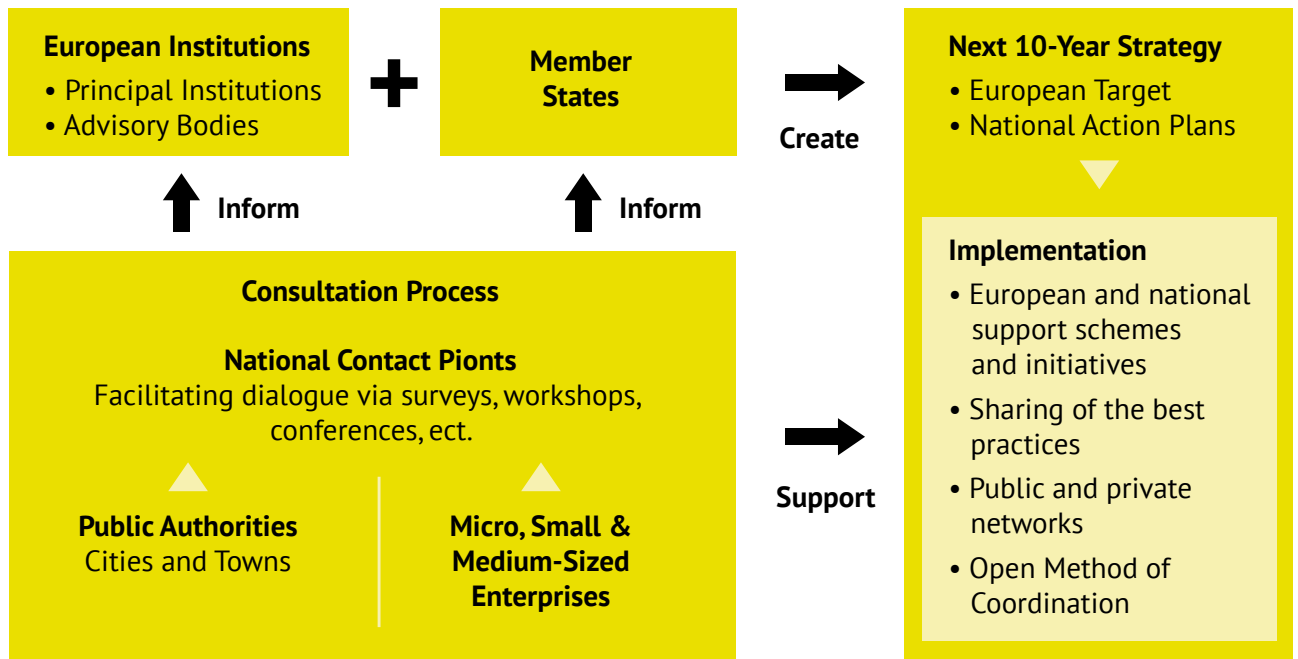 European Institutions
• Principal Institutions
• Advisory Bodies
+
Member
States
Create
Next 10-Year Strategy
• European Target
• National Action Plans
Inform
Inform
Consultation Process
National Contact Pionts
Facilitating dialogue via surveys, workshops,
conferences, ect.
Public Authorities
Cities and Towns
Micro, Small &
Medium-Sized
Enterprises
Support
Implementation
• European and national
support schemes
and initiatives
• Sharing of the best
practices
• Public and private
networks
• Open Method of
Coordination